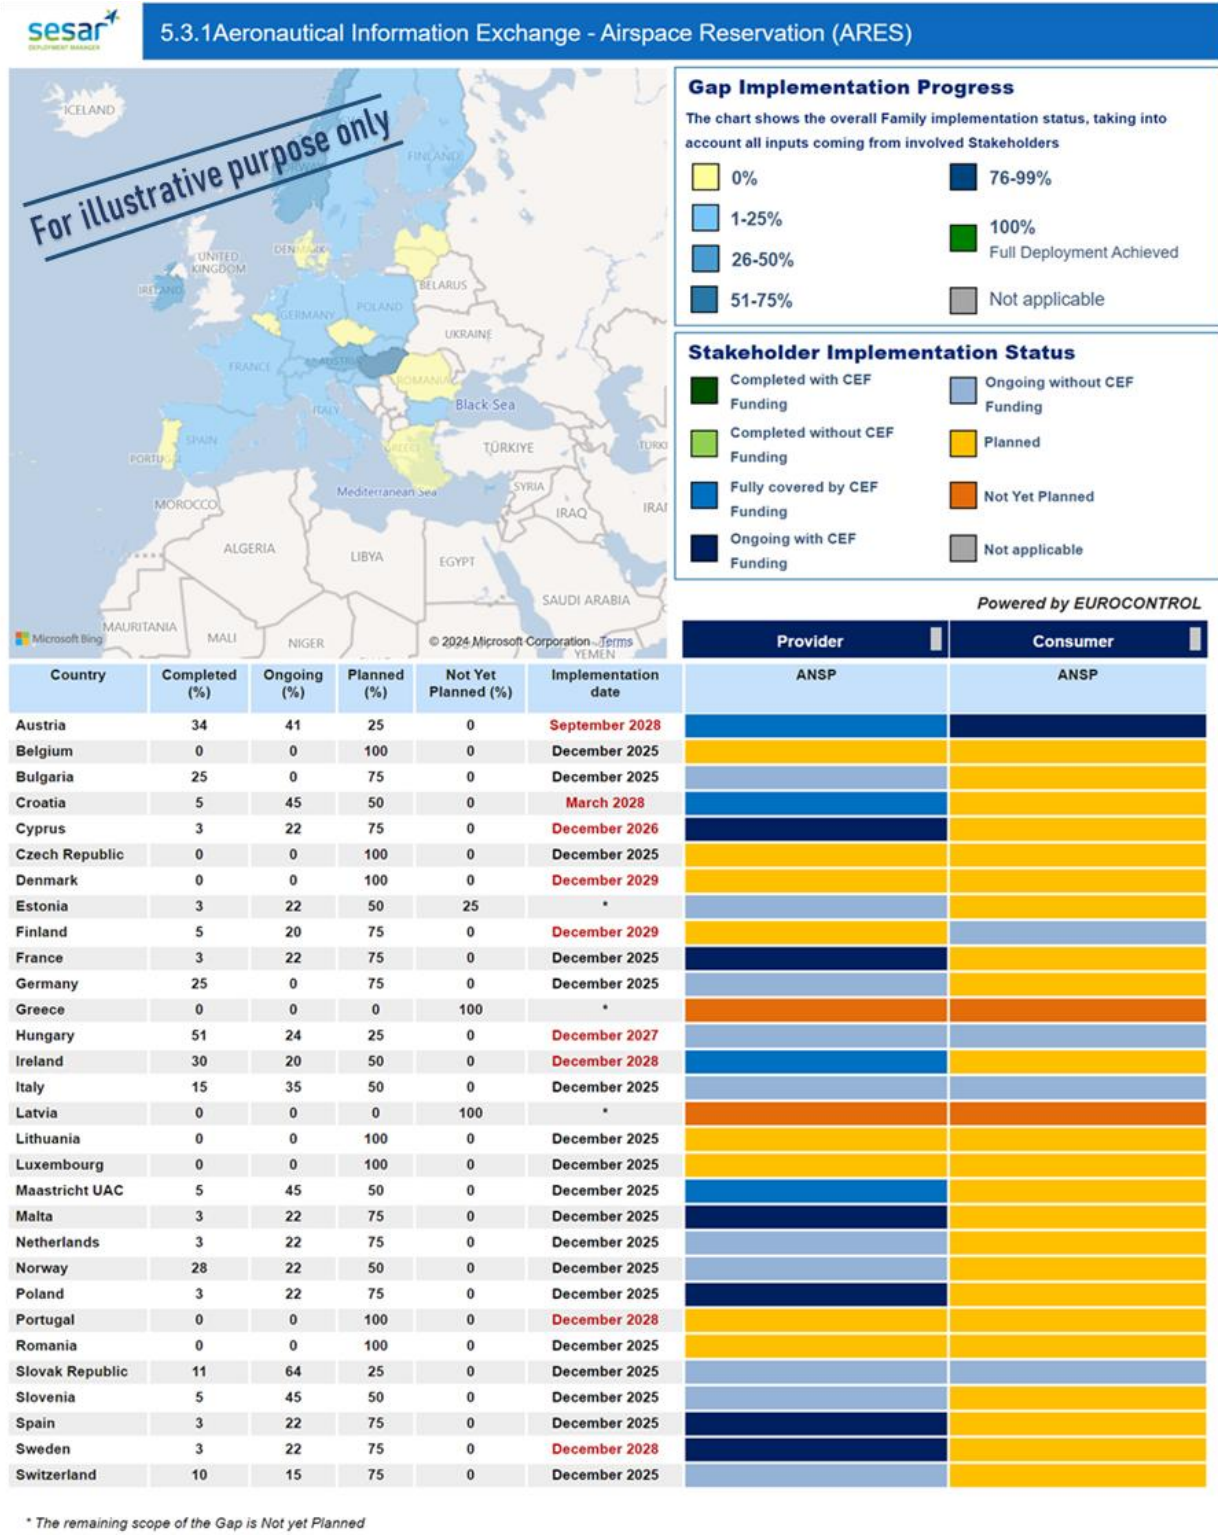 sesar
DEPLOYMENT MANAGER
5.3.1Aeronautical Information Exchange - Airspace Reservation (ARES)
For illustrative purpose only
ICELAND
NORWAY
FINLAND
UNITED
KINGDOM
DENMARK
IRELAND
BELARUS
GERMANY
POLAND
UKRAINE
FRANCE
AUSTRIA
ROMANIA
ITALY
Black Sea
SPAIN
PORTUGAL
GREECE
TÜRKIYE
Mediterranean Sea
SYRIA
MOROCCO
IRAQ
ALGERIA
LIBYA
EGYPT
SAUDI ARABIA
MAURITANIA
MALI
NIGER
YEMEN
Microsoft Bing
© 2024 Microsoft Corporation Terms
Gap Implementation Progress
The chart shows the overall Family implementation status, taking into
account all inputs coming from involved Stakeholders
0%
76-99%
1-25%
100%
Full Deployment Achieved
26-50%
51-75%
Not applicable
Stakeholder Implementation Status
Completed with CEF
Funding
Ongoing without CEF
Funding
Completed without CEF
Funding
Planned
Fully covered by CEF
Funding
Not Yet Planned
Ongoing with CEF
Funding
Not applicable
Powered by EUROCONTROL
Provider Consumer
Country Completed (%) Ongoing (%) Planned (%) Not Yet Planned (%) Implementation date ANSP ANSP
Austria 34 41 25 0 September 2028
Belgium 0 0 100 0 December 2025
Bulgaria 25 0 75 0 December 2025
Croatia 5 45 50 0 March 2028
Cyprus 3 22 75 0 December 2026
Czech Republic 0 0 100 0 December 2025
Denmark 0 0 100 0 December 2029
Estonia 3 22 50 25 *
Finland 5 20 75 0 December 2029
France 3 22 75 0 December 2025
Germany 25 0 75 0 December 2025
Greece 0 0 0 100 *
Hungary 51 24 25 0 December 2027
Ireland 30 20 50 0 December 2028
Italy 15 35 50 0 December 2025
Latvia 0 0 0 100 *
Lithuania 0 0 100 0 December 2025
Luxembourg 0 0 100 0 December 2025
Maastricht UAC 5 45 50 0 December 2025
Malta 3 22 75 0 December 2025
Netherlands 3 22 75 0 December 2025
Norway 28 22 50 0 December 2025
Poland 3 22 75 0 December 2025
Portugal 0 0 100 0 December 2028
Romania 0 0 100 0 December 2025
Slovak Republic 11 64 25 0 December 2025
Slovenia 5 45 50 0 December 2025
Spain 3 22 75 0 December 2025
Sweden 3 22 75 0 December 2028
Switzerland 10 15 75 0 December 2025
* The remaining scope of the Gap is Not yet Planned